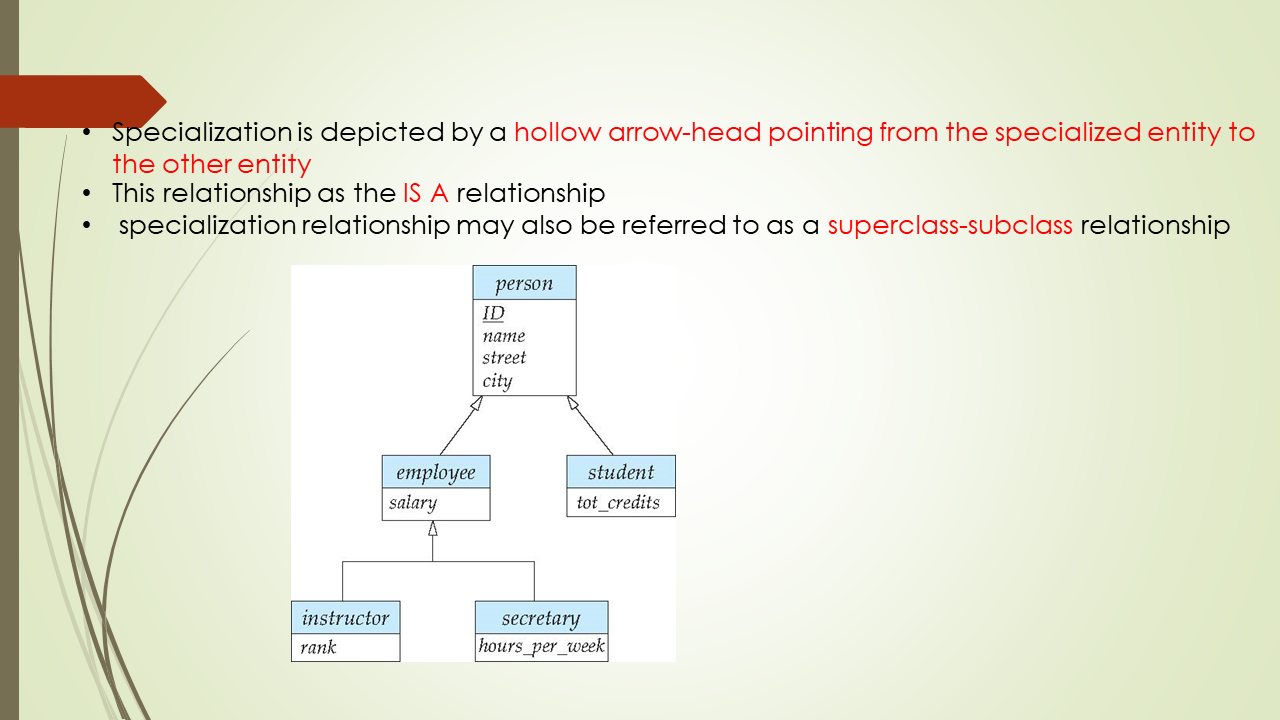 • Specialization is depicted by a hollow arrow-head pointing from the specialized entity to
the other entity
• This relationship as the IS A relationship
• specialization relationship may also be referred to as a superclass-subclass relationship
person
ID
name
street
city
employee
salary
student
tot_credits
instructor
rank
secretary
hours_per_week